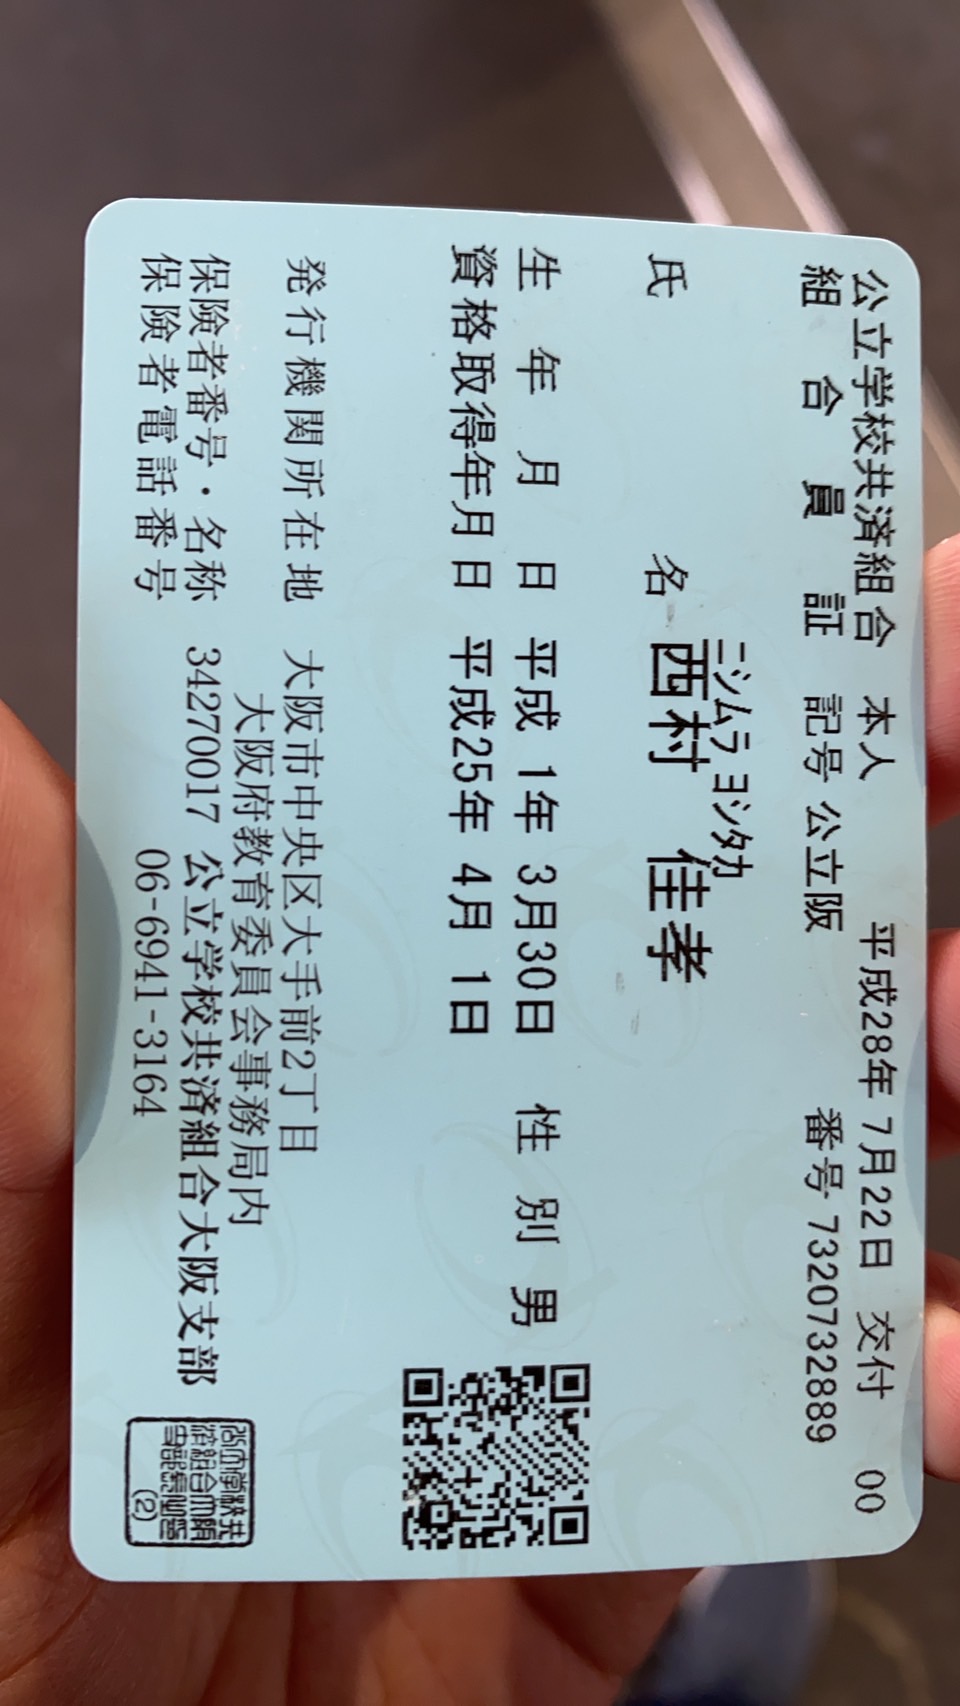 公立学校共済組合 本人 平成28年 7月22日 交付 00
組合員証 記号 公立阪 番号 7320732889
ﾆｼﾑﾗ ﾖｼﾀｶ
氏名 西村 佳孝
生年月日 平成 1年 3月30日 性別 男
資格取得年月日 平成25年 4月 1日
発行機関所在地 大阪市中央区大手前2丁目
大阪府教育委員会事務局内
保険者番号・名称 34270017 公立学校共済組合大阪支部
保険者電話番号 06-6941-3164
(2)